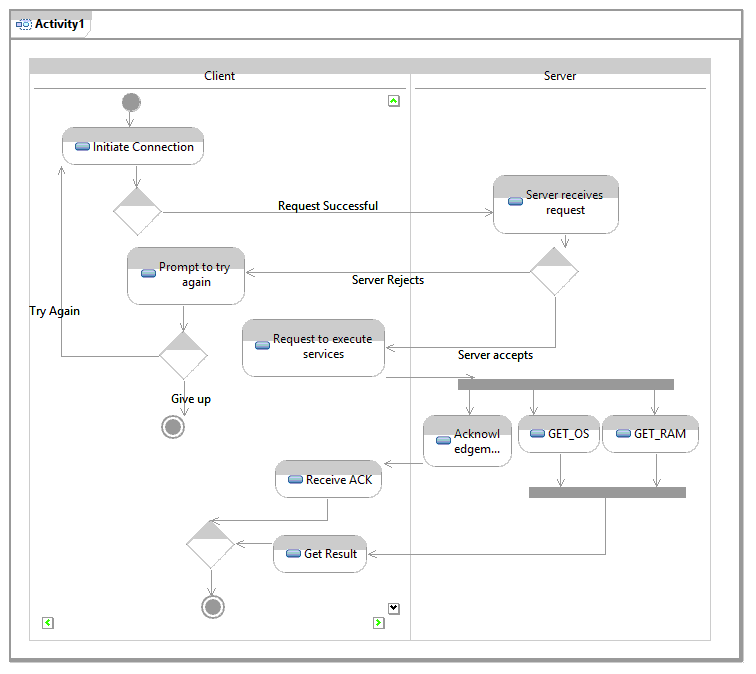 Activity1
Client
Server
Initiate Connection
Request Successful
Server receives
request
Prompt to try
again
Server Rejects
Try Again
Request to execute
services
Server accepts
Give up
Acknowl
edgem...
GET_OS
GET_RAM
Receive ACK
Get Result